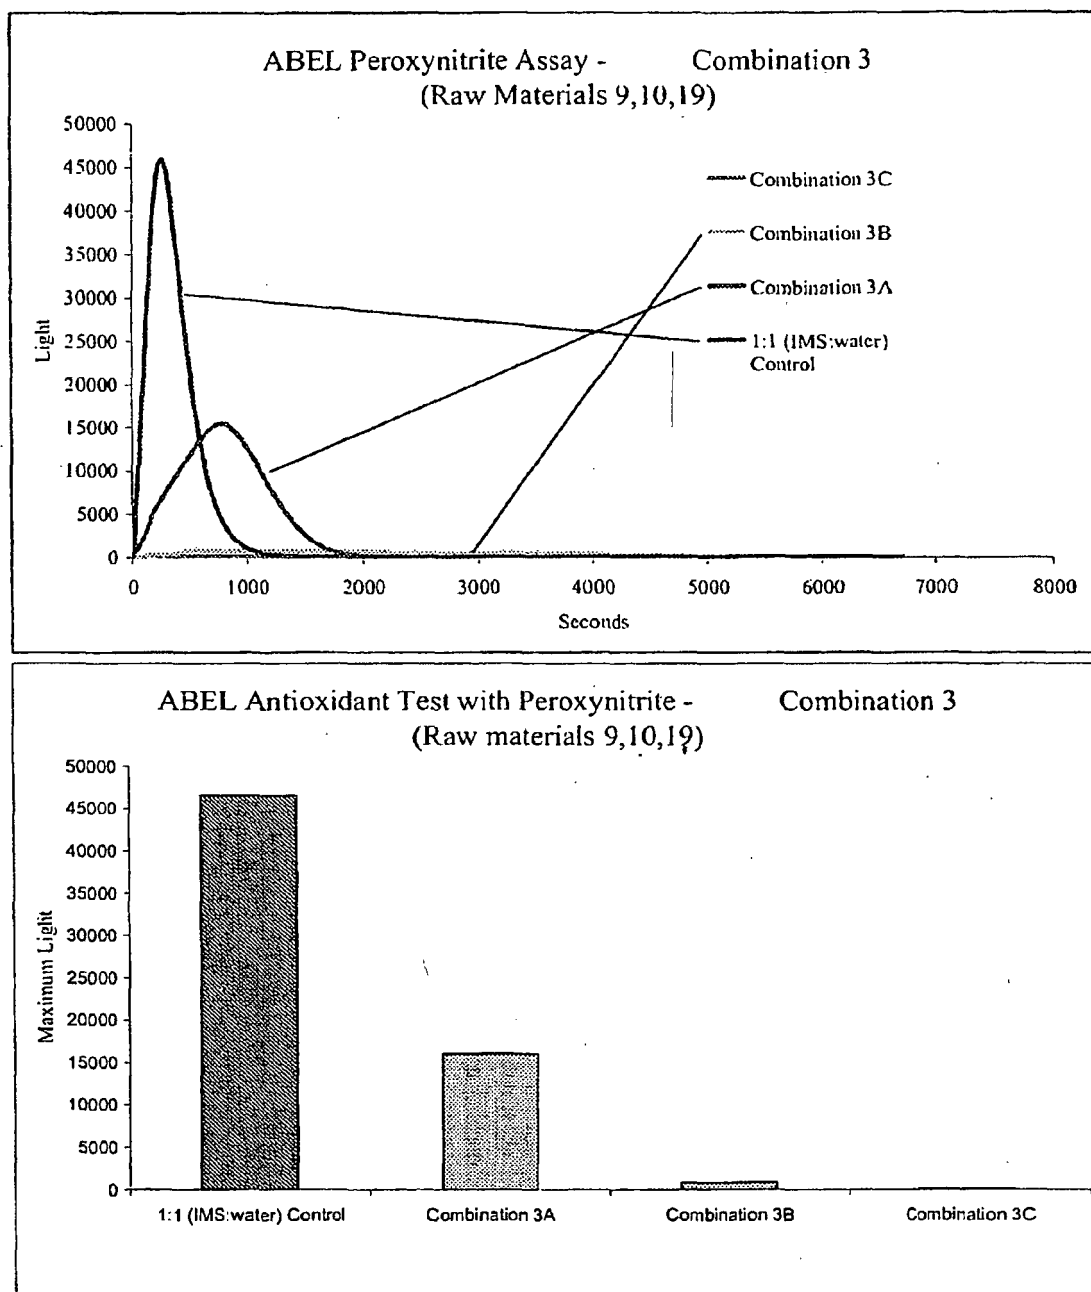 ABEL Peroxynitrite Assay - Combination 3
(Raw Materials 9,10,19)
50000
45000
40000
35000
30000
25000
20000
15000
10000
5000
0
Light
0 1000 2000 3000 4000 5000 6000 7000 8000
Seconds
Combination 3C
Combination 3B
Combination 3A
1:1 (IMS:water)
Control
ABEL Antioxidant Test with Peroxynitrite - Combination 3
(Raw materials 9,10,19)
50000
45000
40000
35000
30000
25000
20000
15000
10000
5000
0
Maximum Light
1:1 (IMS:water) Control Combination 3A Combination 3B Combination 3C